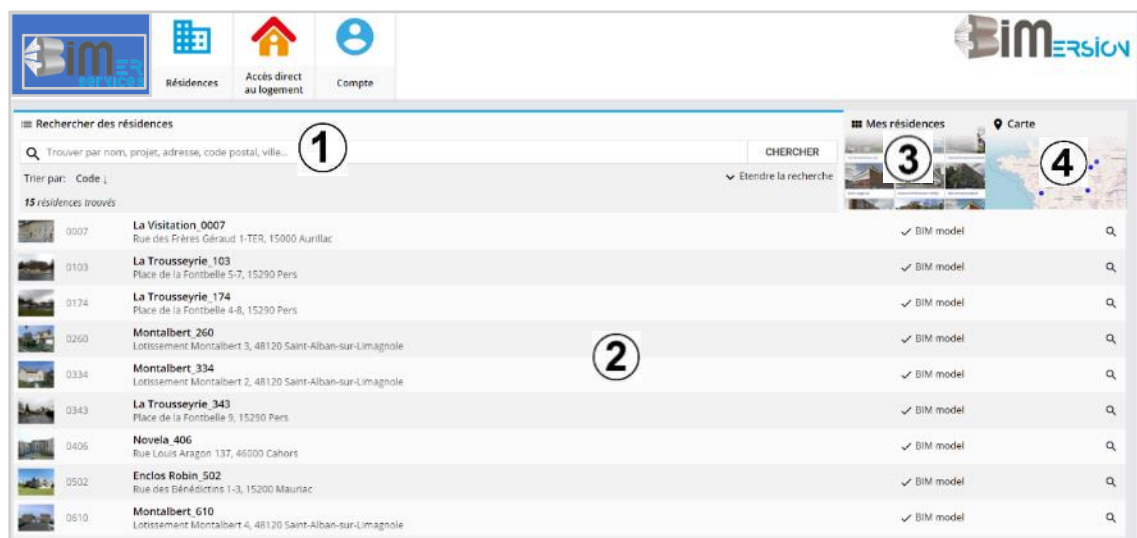 BiMER
services
Résidences
Accès direct
au logement
Compte
BiMERSION
Rechercher des résidences
Mes résidences
Carte
Trouver par nom, projet, adresse, code postal, ville...
CHERCHER
1
3
4
Trier par: Code ↓
Etendre la recherche
15 résidences trouvés
0007
La Visitation_0007
Rue des Frères Géraud 1-TER, 15000 Aurillac
BIM model
0103
La Trousseyrie_103
Place de la Fontbelle 5-7, 15290 Pers
BIM model
0174
La Trousseyrie_174
Place de la Fontbelle 4-8, 15290 Pers
BIM model
0260
Montalbert_260
Lotissement Montalbert 3, 48120 Saint-Alban-sur-Limagnole
BIM model
2
0334
Montalbert_334
Lotissement Montalbert 2, 48120 Saint-Alban-sur-Limagnole
BIM model
0343
La Trousseyrie_343
Place de la Fontbelle 9, 15290 Pers
BIM model
0406
Novela_406
Rue Louis Aragon 137, 46000 Cahors
BIM model
0502
Enclos Robin_502
Rue des Bénédictins 1-3, 15200 Mauriac
BIM model
0610
Montalbert_610
Lotissement Montalbert 4, 48120 Saint-Alban-sur-Limagnole
BIM model